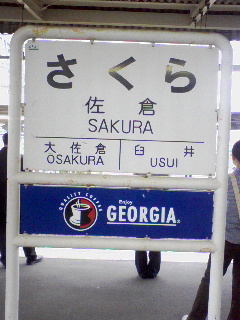 さくら
佐倉
SAKURA
大佐倉 臼井
OSAKURA USUI
QUALITY COFFEE
Enjoy
GEORGIA